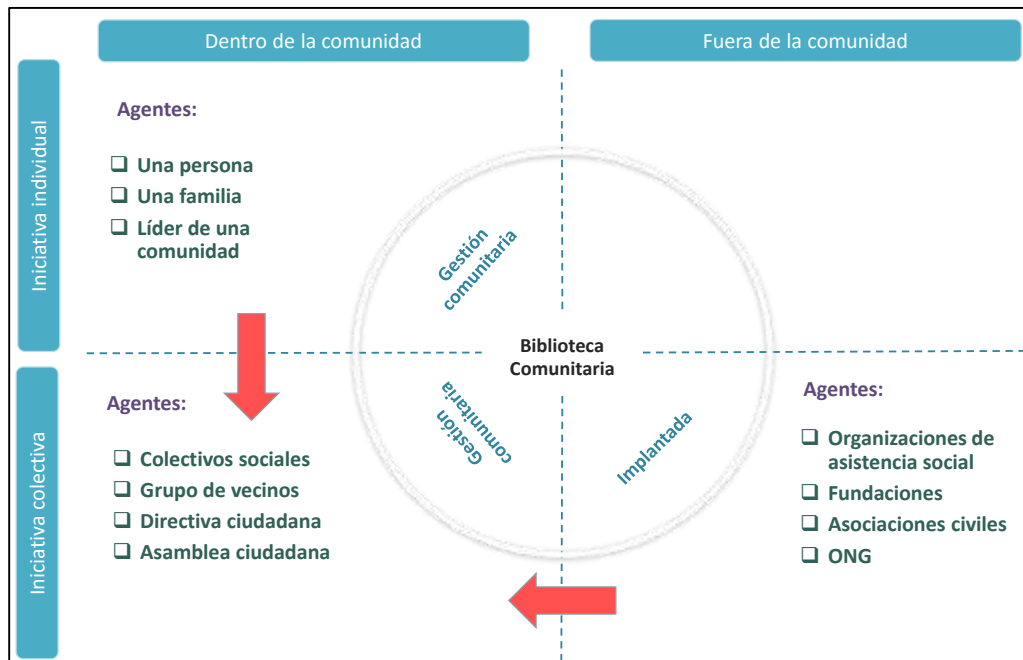 Dentro de la comunidad
Fuera de la comunidad
Iniciativa individual
Agentes:
❑ Una persona
❑ Una familia
❑ Líder de una
comunidad
Gestión
comunitaria
Biblioteca
Comunitaria
Iniciativa colectiva
Agentes:
❑ Colectivos sociales
❑ Grupo de vecinos
❑ Directiva ciudadana
❑ Asamblea ciudadana
Gestión
comunitaria
Implantada
Agentes:
❑ Organizaciones de
asistencia social
❑ Fundaciones
❑ Asociaciones civiles
❑ ONG